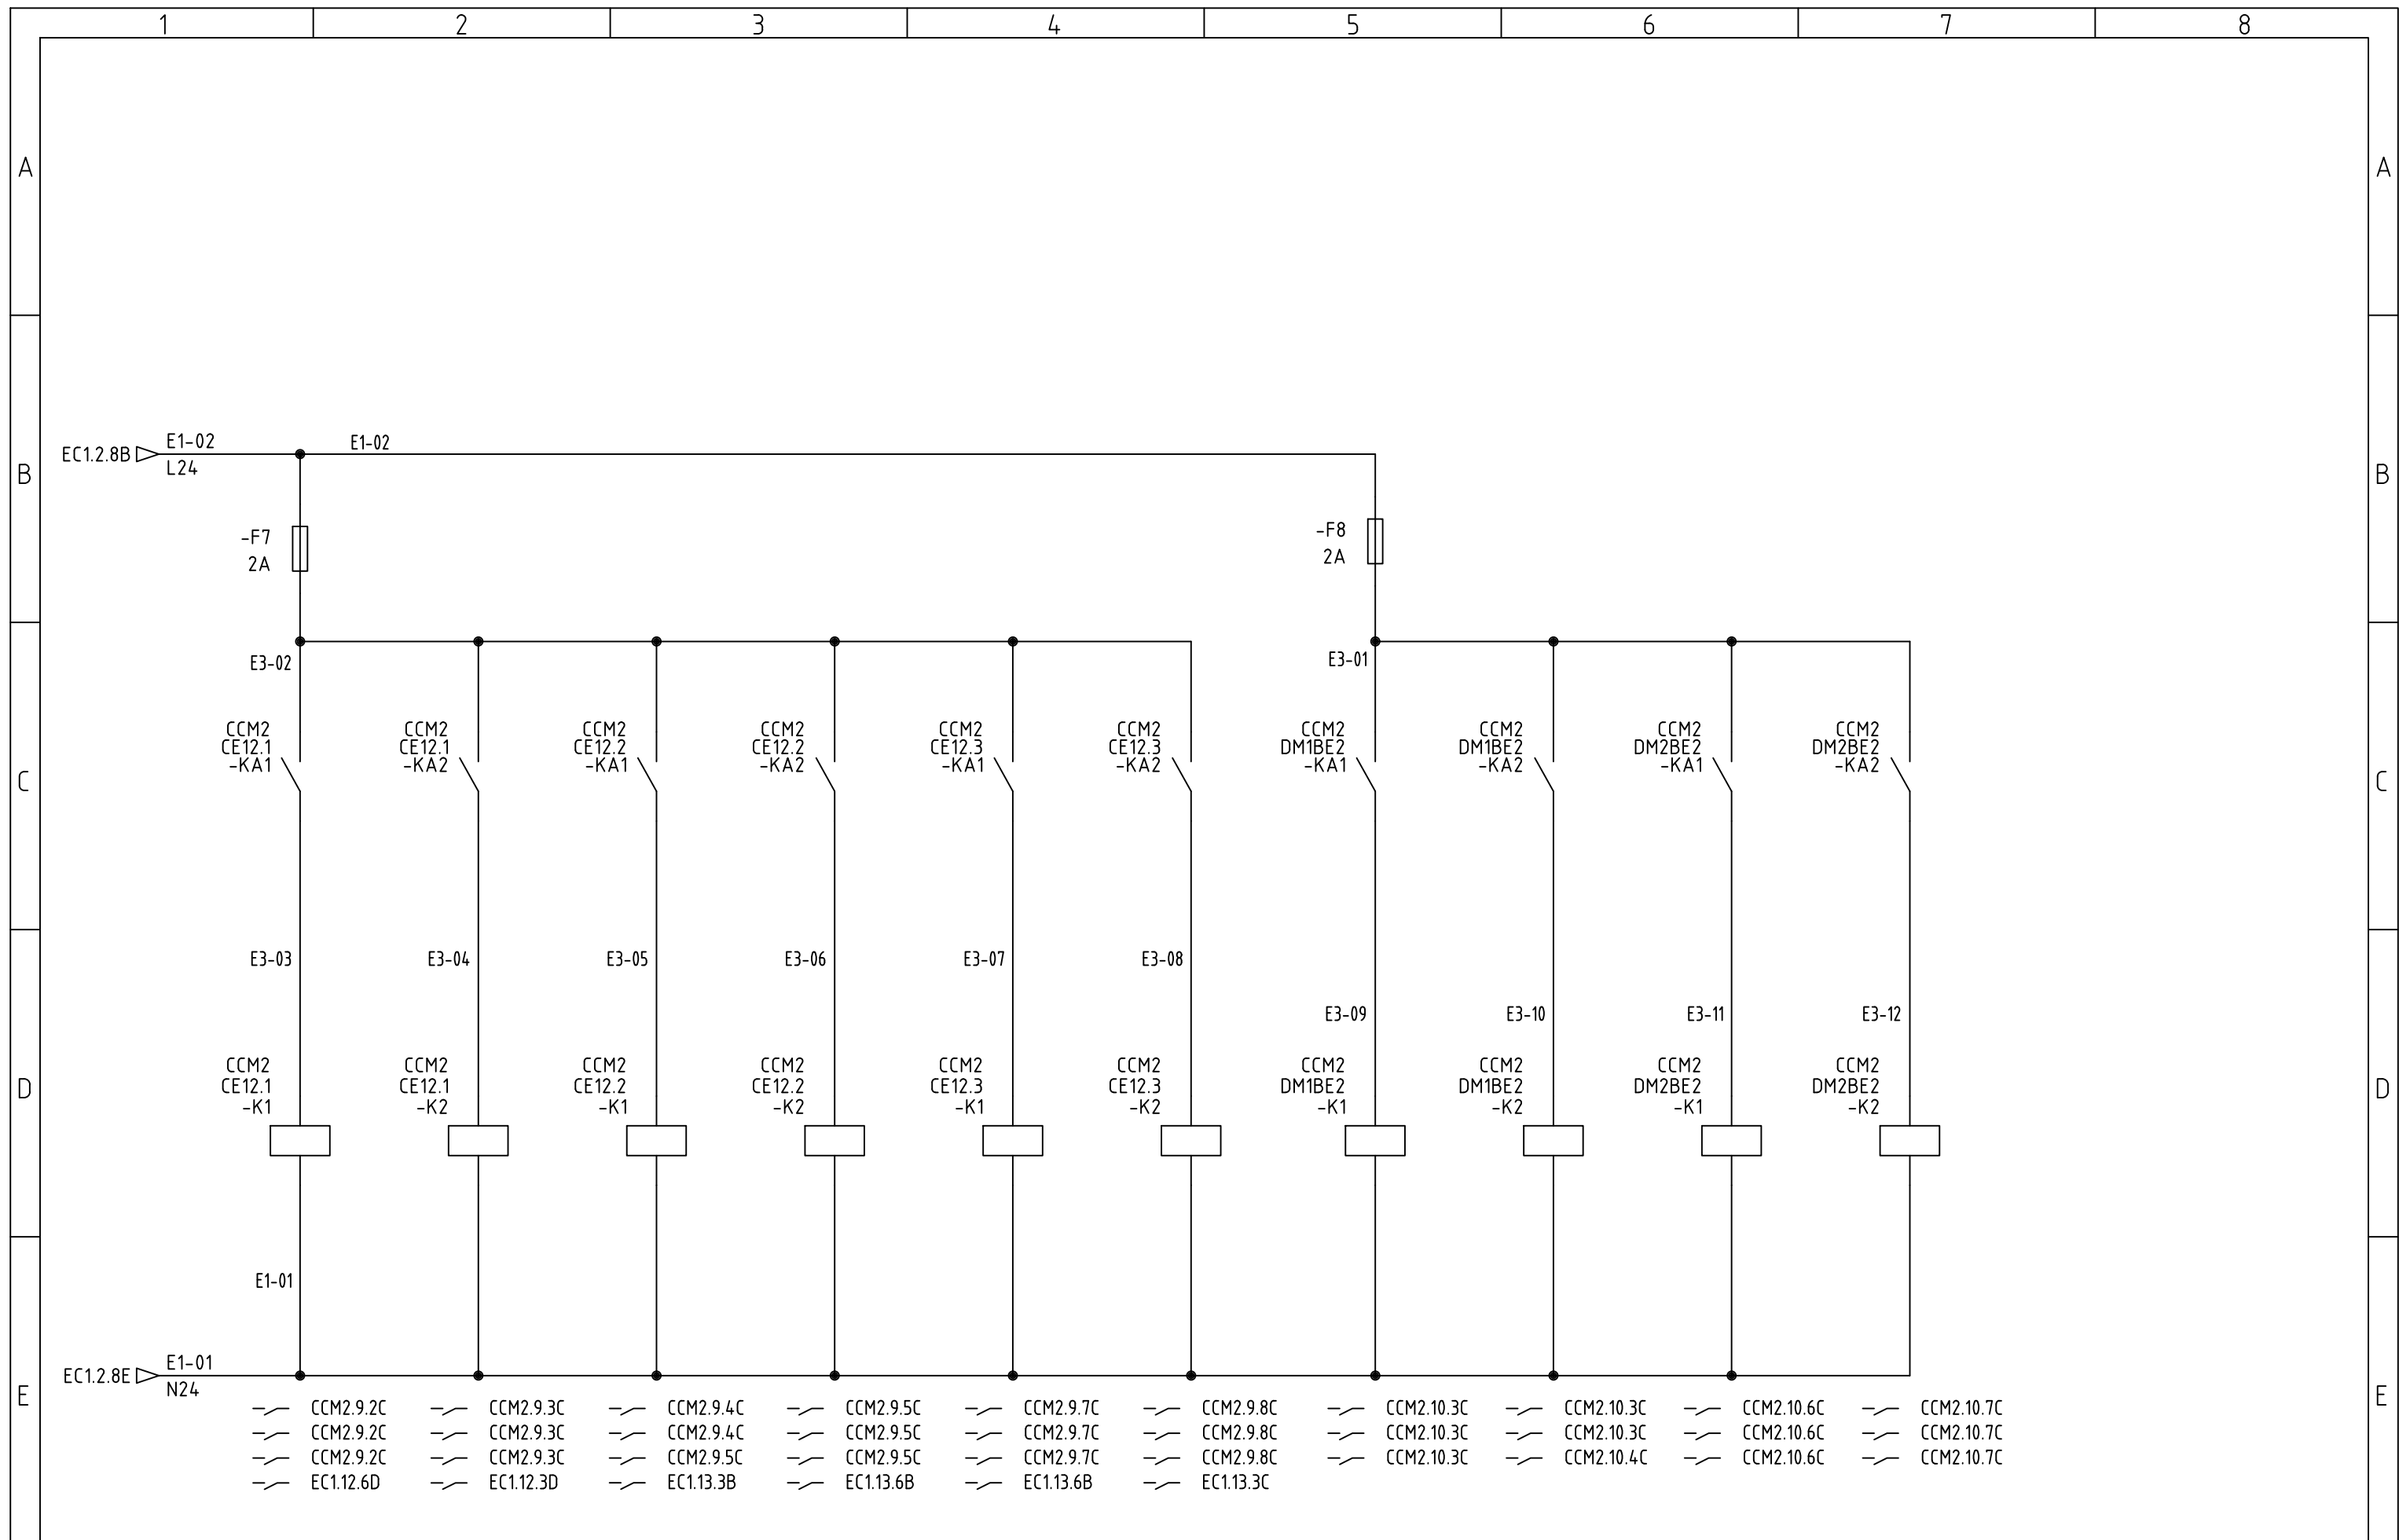 1 2 3 4 5 6 7 8
A A
EC1.2.8B E1-02 E1-02
L24
B B
-F7 -F8
2A 2A
E3-02 E3-01
CCM2 CCM2 CCM2 CCM2 CCM2 CCM2 CCM2 CCM2 CCM2 CCM2
CE12.1 CE12.1 CE12.2 CE12.2 CE12.3 CE12.3 DM1BE2 DM1BE2 DM2BE2 DM2BE2
-KA1 -KA2 -KA1 -KA2 -KA1 -KA2 -KA1 -KA2 -KA1 -KA2
C C
E3-03 E3-04 E3-05 E3-06 E3-07 E3-08
E3-09 E3-10 E3-11 E3-12
CCM2 CCM2 CCM2 CCM2 CCM2 CCM2 CCM2 CCM2 CCM2 CCM2
CE12.1 CE12.1 CE12.2 CE12.2 CE12.3 CE12.3 DM1BE2 DM1BE2 DM2BE2 DM2BE2
D D
-K1 -K2 -K1 -K2 -K1 -K2 -K1 -K2 -K1 -K2
E1-01
EC1.2.8E E1-01
N24
E E
CCM2.9.2C CCM2.9.3C CCM2.9.4C CCM2.9.5C CCM2.9.7C CCM2.9.8C CCM2.10.3C CCM2.10.3C CCM2.10.6C CCM2.10.7C
CCM2.9.2C CCM2.9.3C CCM2.9.4C CCM2.9.5C CCM2.9.7C CCM2.9.8C CCM2.10.3C CCM2.10.3C CCM2.10.6C CCM2.10.7C
CCM2.9.2C CCM2.9.3C CCM2.9.5C CCM2.9.5C CCM2.9.7C CCM2.9.8C CCM2.10.3C CCM2.10.4C CCM2.10.6C CCM2.10.7C
EC1.12.6D EC1.12.3D EC1.13.3B EC1.13.6B EC1.13.6B EC1.13.3C